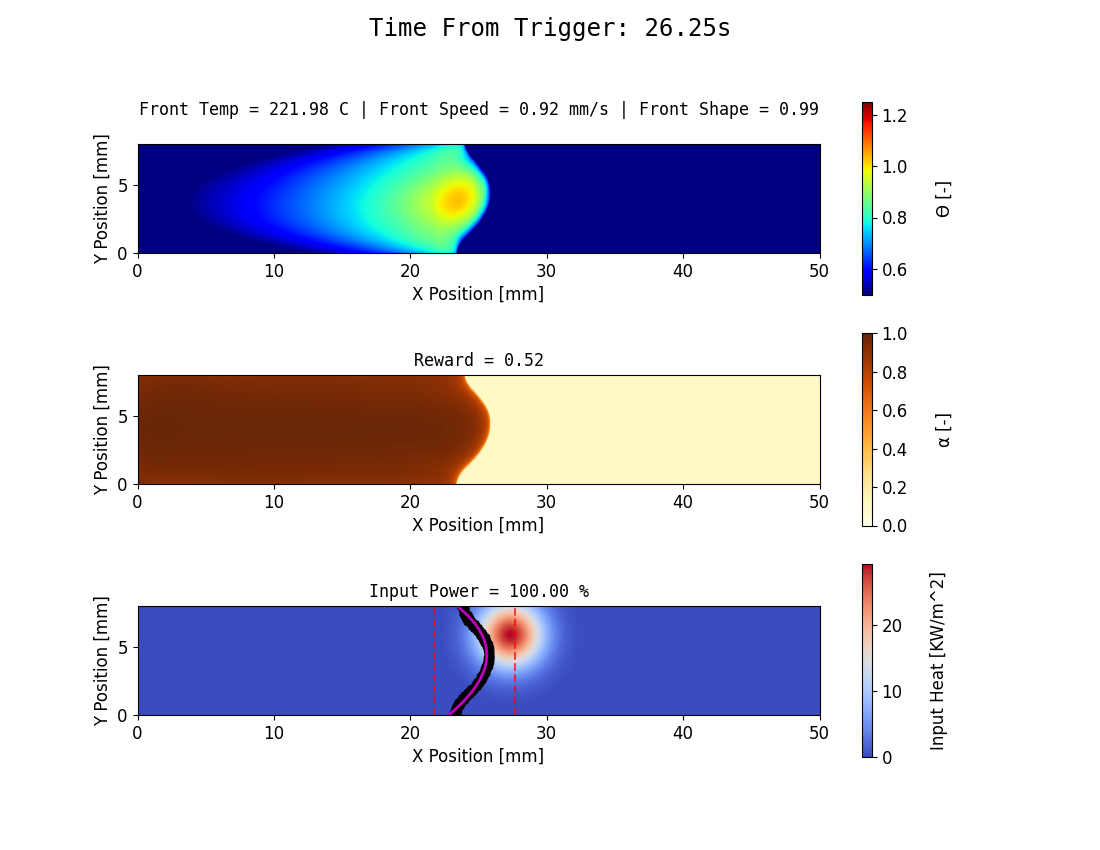 Time From Trigger: 26.25s
Front Temp = 221.98 C | Front Speed = 0.92 mm/s | Front Shape = 0.99
Y Position [mm]
5
0
0 10 20 30 40 50
X Position [mm]
1.2
1.0
0.8
0.6
Θ [-]
Reward = 0.52
Y Position [mm]
5
0
0 10 20 30 40 50
X Position [mm]
1.0
0.8
0.6
0.4
0.2
0.0
α [-]
Input Power = 100.00 %
Y Position [mm]
5
0
0 10 20 30 40 50
X Position [mm]
20
10
0
Input Heat [KW/m^2]